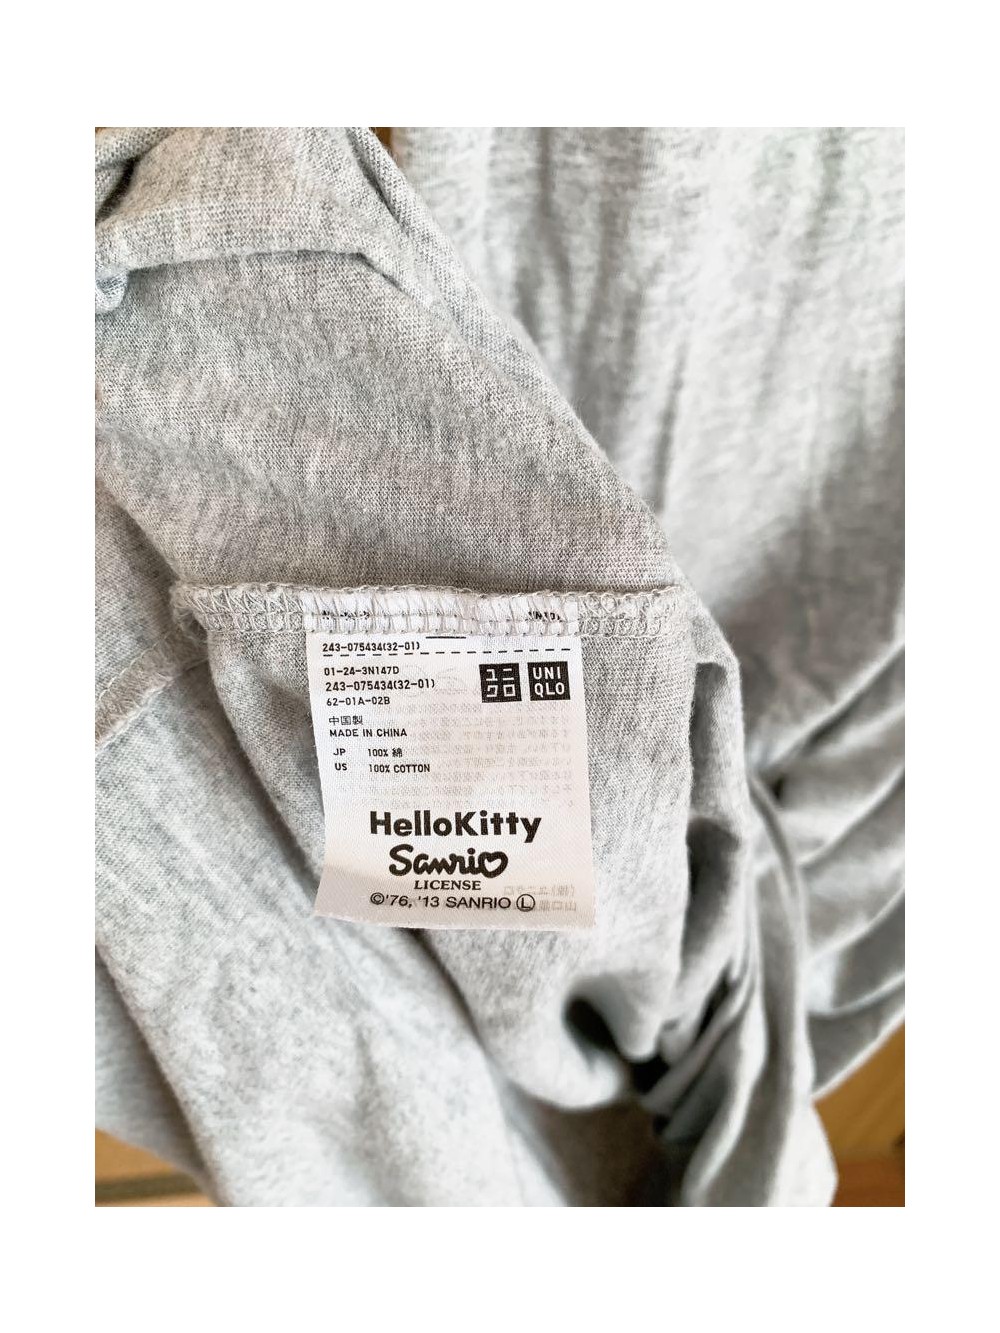 243-075434(32-01)
01-24-3N147D
243-075434(32-01)
62-01A-02B
ユニクロ
UNIQLO
中国製
MADE IN CHINA
JP 100% 綿
US 100% COTTON
HelloKitty
Sanrio
LICENSE
©'76, '13 SANRIO Ⓛ